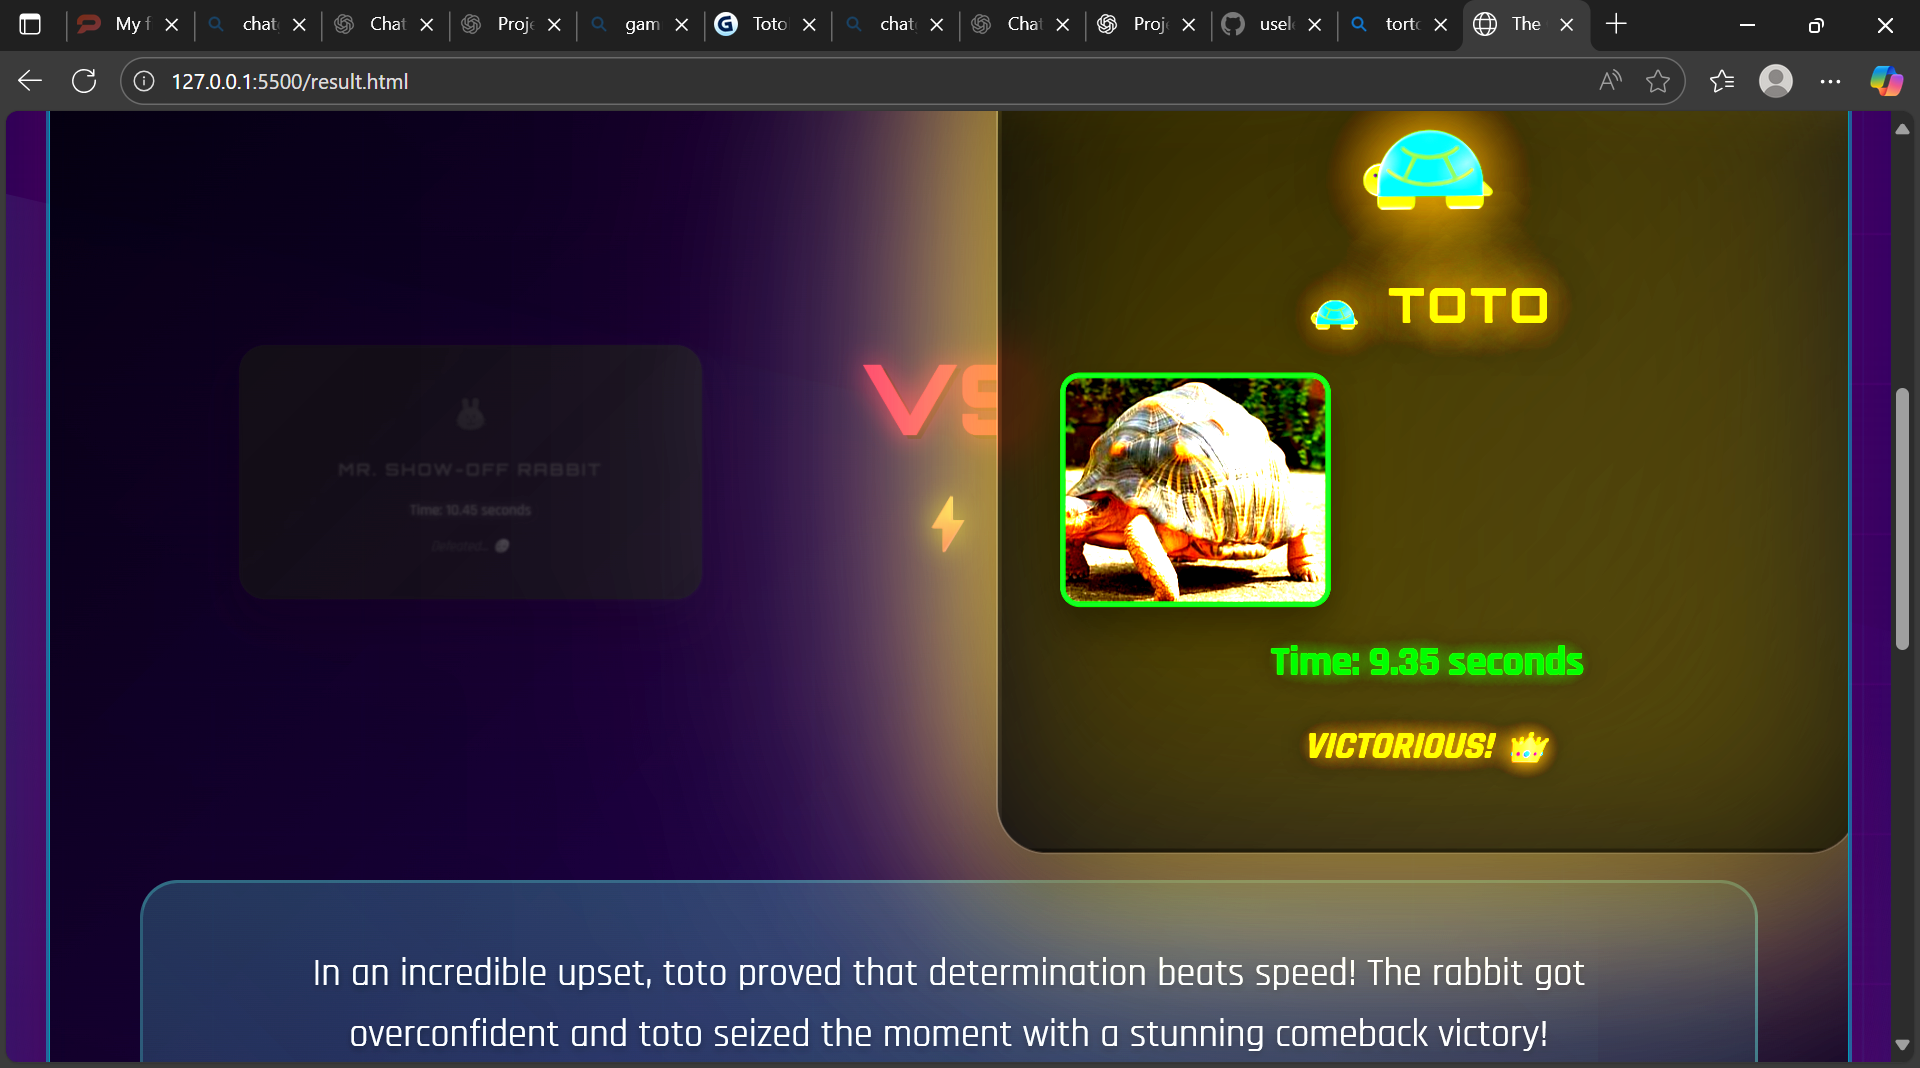 My f
chat
Chat
Proje
gam
Toto
chat
Chat
Proje
usel
torto
The
127.0.0.1:5500/result.html
TOTO
VS
MR. SHOW-OFF RABBIT
Time: 10.45 seconds
Defeated...
Time: 9.35 seconds
VICTORIOUS!
In an incredible upset, toto proved that determination beats speed! The rabbit got
overconfident and toto seized the moment with a stunning comeback victory!